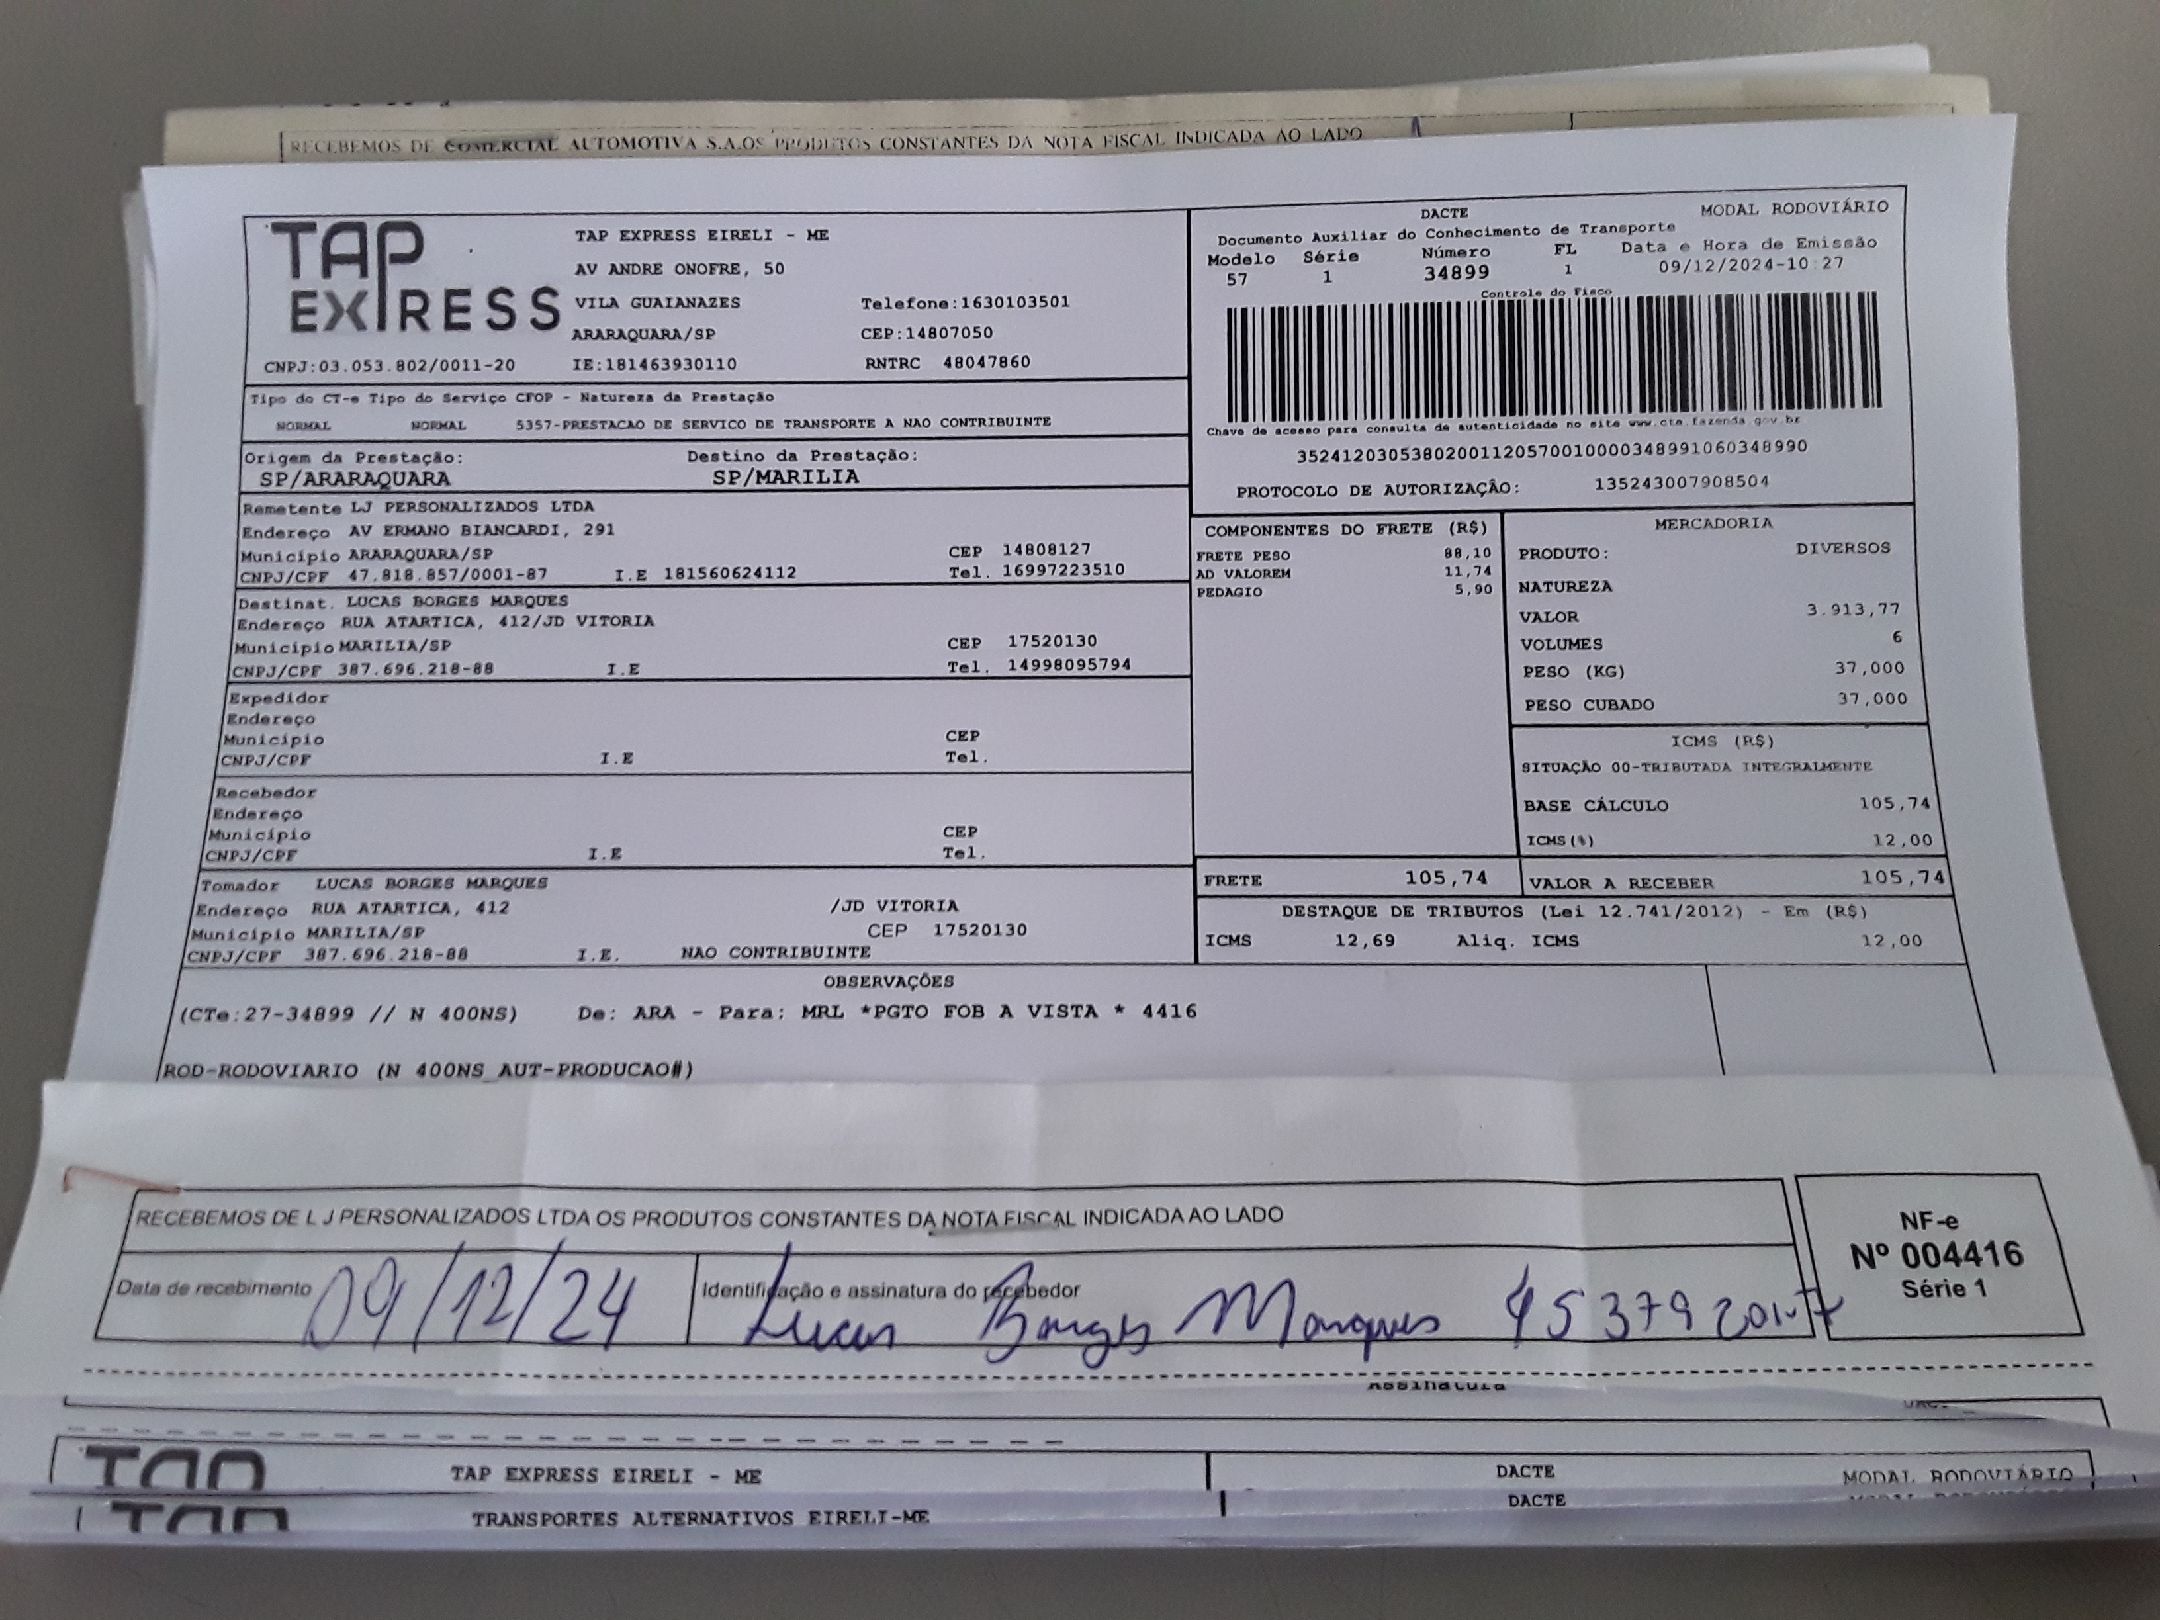 RECEBEMOS DE COMERCIAL AUTOMOTIVA S.A.OS PRODUTOS CONSTANTES DA NOTA FISCAL INDICADA AO LADO
TAP EXPRESS
TAP EXPRESS EIRELI - ME
AV ANDRE ONOFRE, 50
VILA GUAIANAZES Telefone:1630103501
ARARAQUARA/SP CEP:14807050
CNPJ:03.053.802/0011-20 IE:181463930110 RNTRC 48047860
DACTE MODAL RODOVIÁRIO
Documento Auxiliar do Conhecimento de Transporte
Modelo Série Número FL Data e Hora de Emissão
57 1 34899 1 09/12/2024-10:27
Controle do Fisco
Chave de acesso para consulta de autenticidade no site www.cte.fazenda.gov.br
35241203053802001120570010000348991060348990
PROTOCOLO DE AUTORIZAÇÂO: 135243007908504
Tipo do CT-e Tipo do Serviço CFOP - Natureza da Prestação
NORMAL NORMAL 5357-PRESTACAO DE SERVICO DE TRANSPORTE A NAO CONTRIBUINTE
Origem da Prestação: Destino da Prestação:
SP/ARARAQUARA SP/MARILIA
Remetente LJ PERSONALIZADOS LTDA
Endereço AV ERMANO BIANCARDI, 291
Município ARARAQUARA/SP CEP 14808127
CNPJ/CPF 47.818.857/0001-87 I.E 181560624112 Tel. 16997223510
Destinat. LUCAS BORGES MARQUES
Endereço RUA ATARTICA, 412/JD VITORIA
Município MARILIA/SP CEP 17520130
CNPJ/CPF 387.696.218-88 I.E Tel. 14998095794
Expedidor
Endereço
Município CEP
CNPJ/CPF I.E Tel.
Recebedor
Endereço
Município CEP
CNPJ/CPF I.E Tel.
Tomador LUCAS BORGES MARQUES
Endereço RUA ATARTICA, 412 /JD VITORIA
Município MARILIA/SP CEP 17520130
CNPJ/CPF 387.696.218-88 I.E. NAO CONTRIBUINTE
COMPONENTES DO FRETE (R$)
FRETE PESO 88,10
AD VALOREM 11,74
PEDAGIO 5,90
MERCADORIA
PRODUTO: DIVERSOS
NATUREZA
VALOR 3.913,77
VOLUMES 6
PESO (KG) 37,000
PESO CUBADO 37,000
ICMS (R$)
SITUAÇÃO 00-TRIBUTADA INTEGRALMENTE
BASE CÁLCULO 105,74
ICMS(%) 12,00
FRETE 105,74 VALOR A RECEBER 105,74
DESTAQUE DE TRIBUTOS (Lei 12.741/2012) - Em (R$)
ICMS 12,69 Aliq. ICMS 12,00
OBSERVAÇÕES
(CTe:27-34899 // N 400NS) De: ARA - Para: MRL *PGTO FOB A VISTA * 4416
ROD-RODOVIARIO (N 400NS_AUT-PRODUCAO#)
RECEBEMOS DE L J PERSONALIZADOS LTDA OS PRODUTOS CONSTANTES DA NOTA FISCAL INDICADA AO LADO
NF-e
Nº 004416
Série 1
Data de recebimento 09/12/24 Identificação e assinatura do recebedor Lucas Borges Marques
Assinatura
TAP TAP EXPRESS EIRELI - ME DACTE MODAL RODOVIÁRIO
TAP TRANSPORTES ALTERNATIVOS EIRELI-ME DACTE